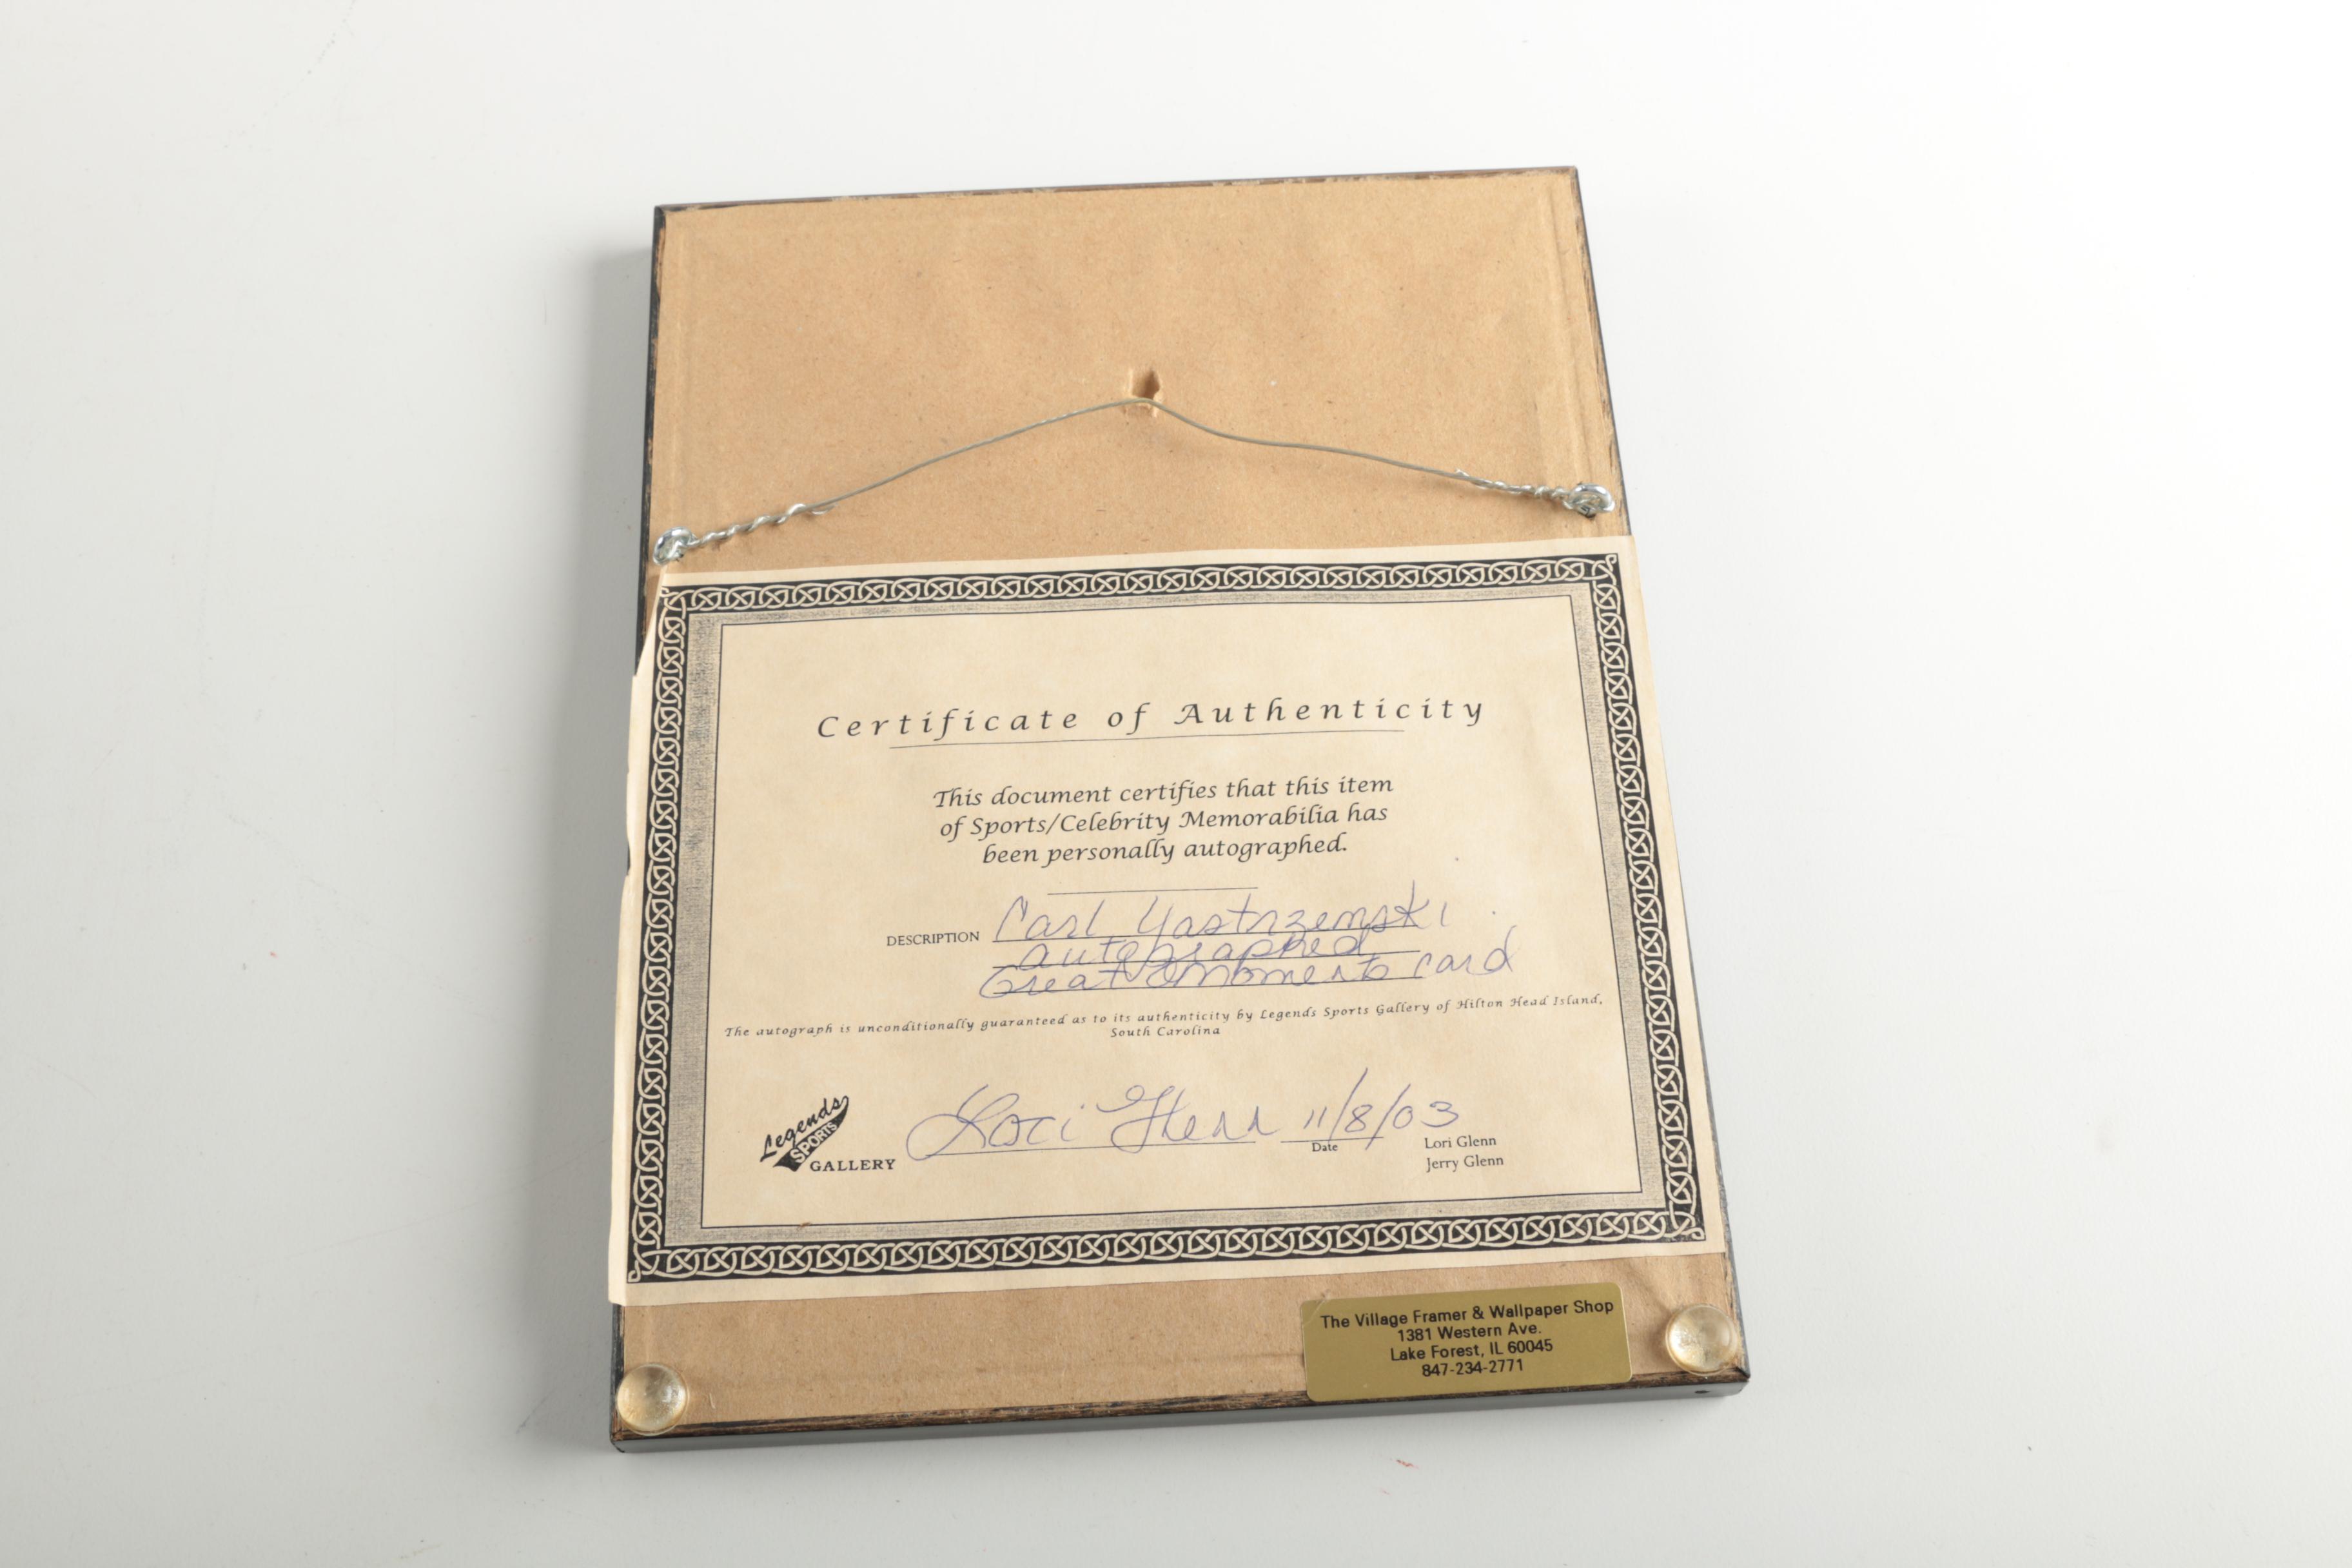 Certificate of Authenticity
This document certifies that this item
of Sports/Celebrity Memorabilia has
been personally autographed.
DESCRIPTION Carl Yastrzemski
autographed
Great Moments card
The autograph is unconditionally guaranteed as to its authenticity by Legends Sports Gallery of Hilton Head Island,
South Carolina
Legends
SPORTS
GALLERY
Lori Glenn 11/8/03
Date
Lori Glenn
Jerry Glenn
The Village Framer & Wallpaper Shop
1381 Western Ave.
Lake Forest, IL 60045
847-234-2771